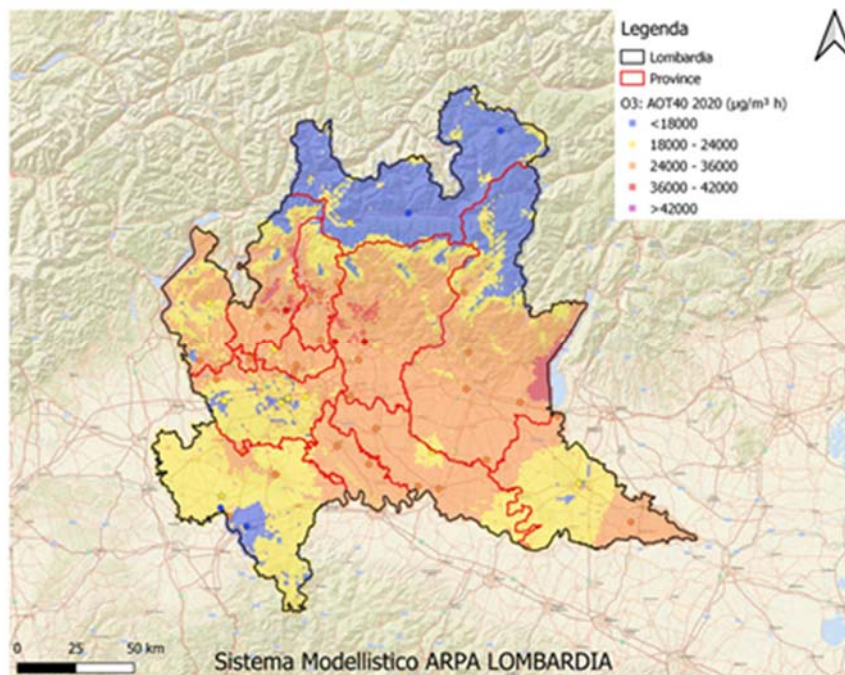 Legenda
Lombardia
Province
O3: AOT40 2020 (µg/m³ h)
<18000
18000 - 24000
24000 - 36000
36000 - 42000
>42000
0 25 50 km
Sistema Modellistico ARPA LOMBARDIA